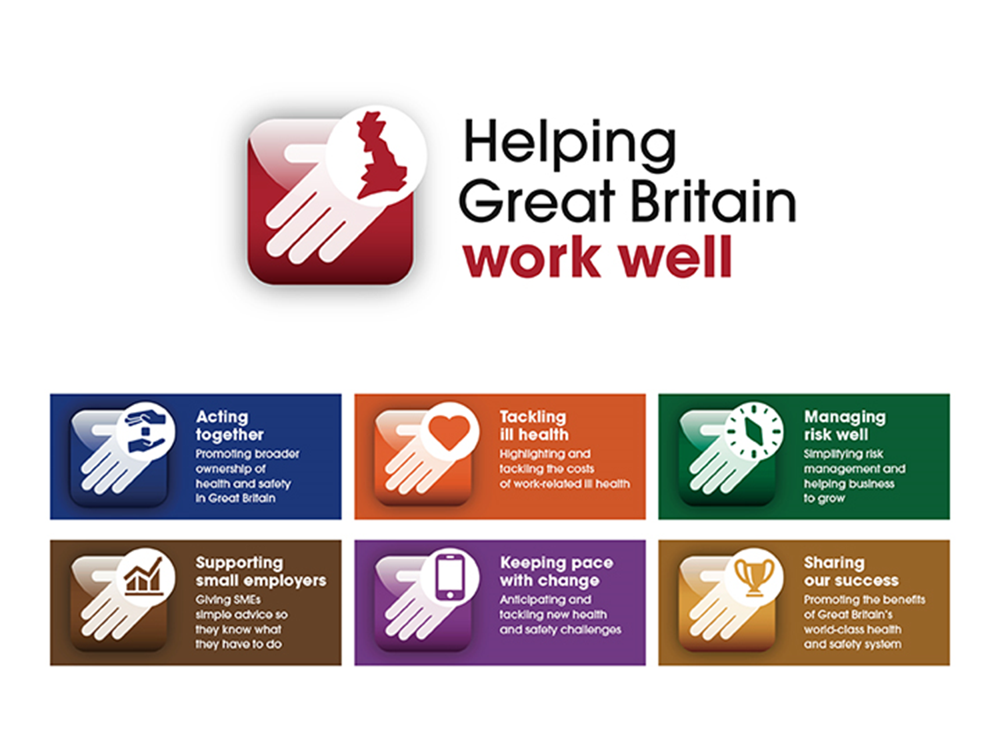 Helping
Great Britain
work well
Acting
together
Promoting broader
ownership of
health and safety
in Great Britain
Tackling
ill health
Highlighting and
tackling the costs
of work-related ill health
Managing
risk well
Simplifying risk
management and
helping business
to grow
Supporting
small employers
Giving SMEs
simple advice so
they know what
they have to do
Keeping pace
with change
Anticipating and
tackling new health
and safety challenges
Sharing
our success
Promoting the benefits
of Great Britain's
world-class health
and safety system